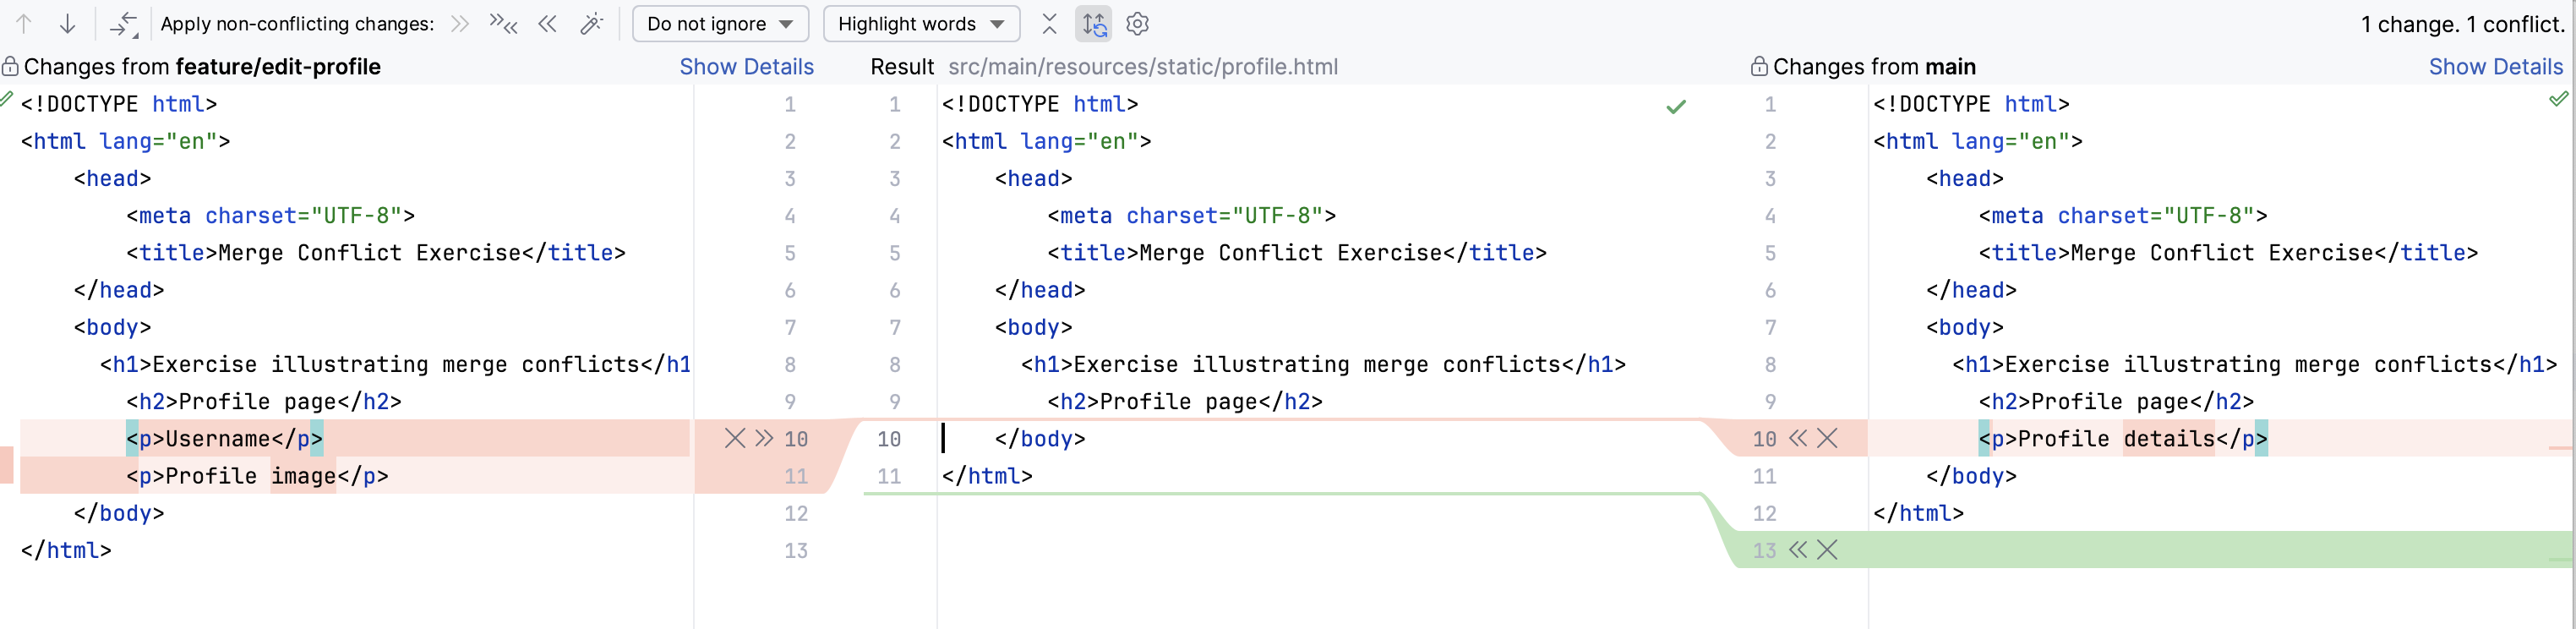 Apply non-conflicting changes: Do not ignore Highlight words 1 change. 1 conflict.
Changes from feature/edit-profile Show Details Result src/main/resources/static/profile.html Changes from main Show Details
<!DOCTYPE html> 1 1 <!DOCTYPE html> 1 <!DOCTYPE html>
<html lang="en"> 2 2 <html lang="en"> 2 <html lang="en">
<head> 3 3 <head> 3 <head>
<meta charset="UTF-8"> 4 4 <meta charset="UTF-8"> 4 <meta charset="UTF-8">
<title>Merge Conflict Exercise</title> 5 5 <title>Merge Conflict Exercise</title> 5 <title>Merge Conflict Exercise</title>
</head> 6 6 </head> 6 </head>
<body> 7 7 <body> 7 <body>
<h1>Exercise illustrating merge conflicts</h1 8 8 <h1>Exercise illustrating merge conflicts</h1> 8 <h1>Exercise illustrating merge conflicts</h1>
<h2>Profile page</h2> 9 9 <h2>Profile page</h2> 9 <h2>Profile page</h2>
<p>Username</p> 10 10 </body> 10 <p>Profile details</p>
<p>Profile image</p> 11 11 </html> 11 </body>
</body> 12 12 </html>
</html> 13 13